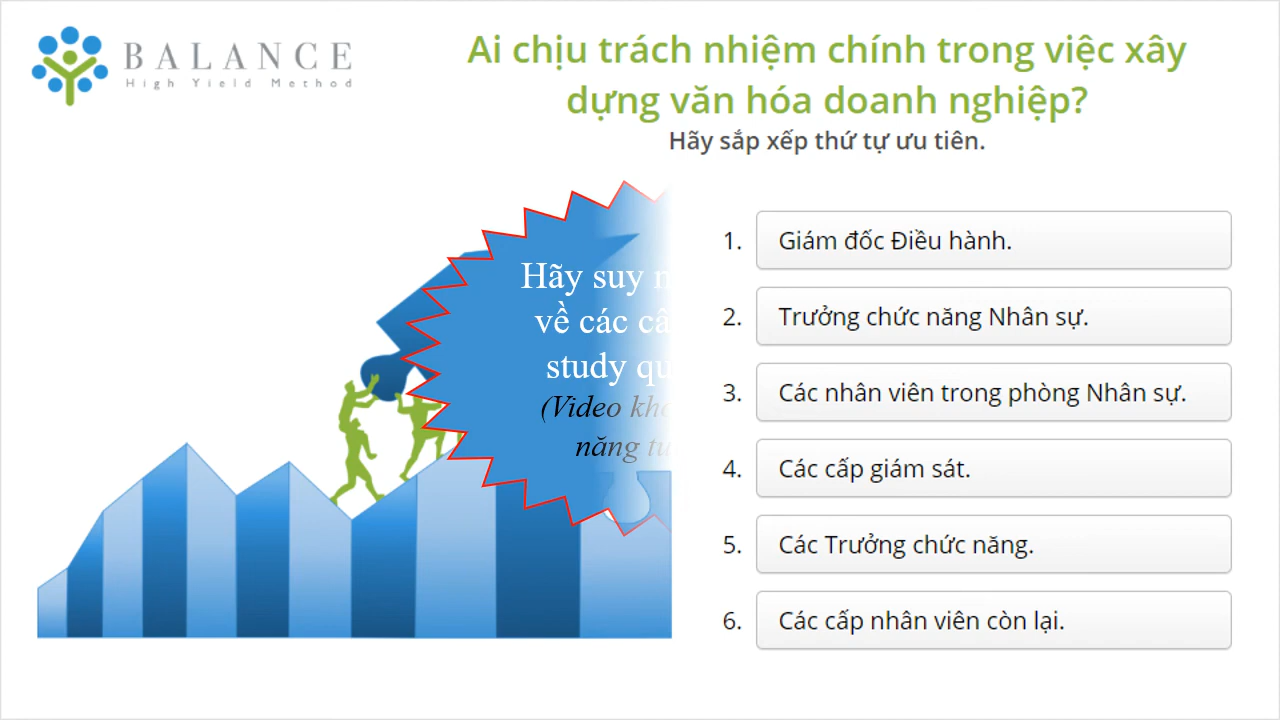 BALANCE
High Yield Method
Ai chịu trách nhiệm chính trong việc xây
dựng văn hóa doanh nghiệp?
Hãy sắp xếp thứ tự ưu tiên.
Hãy suy
về các
study
(Video
năng
1. Giám đốc Điều hành.
2. Trưởng chức năng Nhân sự.
3. Các nhân viên trong phòng Nhân sự.
4. Các cấp giám sát.
5. Các Trưởng chức năng.
6. Các cấp nhân viên còn lại.